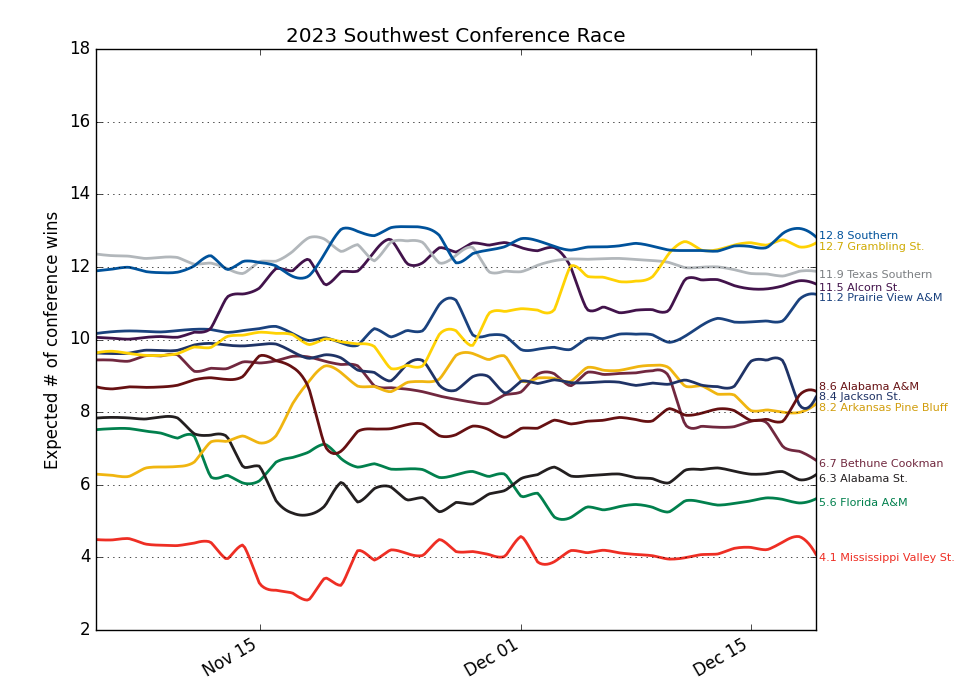 2023 Southwest Conference Race
Expected # of conference wins
18
16
14
12
10
8
6
4
2
Nov 15
Dec 01
Dec 15
12.8 Southern
12.7 Grambling St.
11.9 Texas Southern
11.5 Alcorn St.
11.2 Prairie View A&M
8.6 Alabama A&M
8.4 Jackson St.
8.2 Arkansas Pine Bluff
6.7 Bethune Cookman
6.3 Alabama St.
5.6 Florida A&M
4.1 Mississippi Valley St.